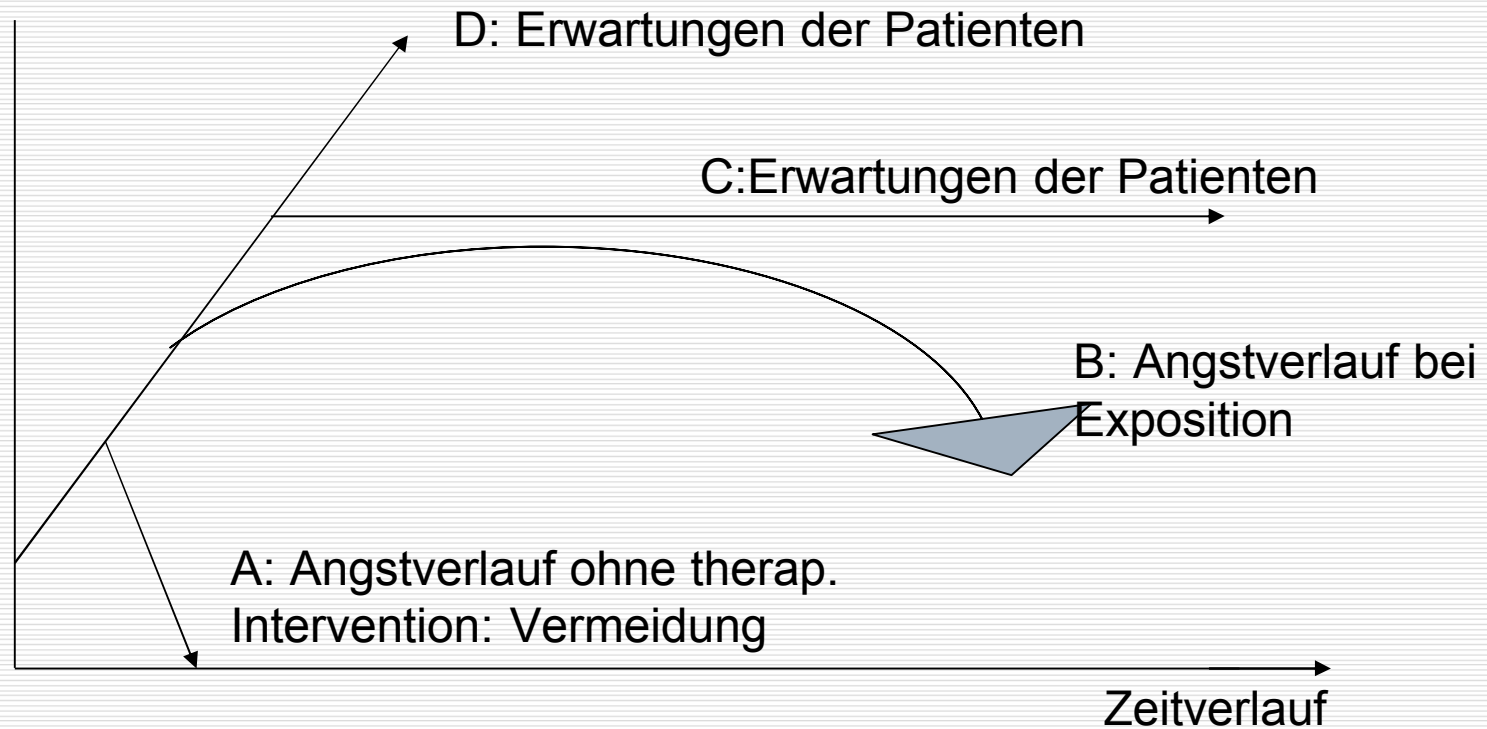 D: Erwartungen der Patienten
C:Erwartungen der Patienten
B: Angstverlauf bei
Exposition
A: Angstverlauf ohne therap.
Intervention: Vermeidung
Zeitverlauf